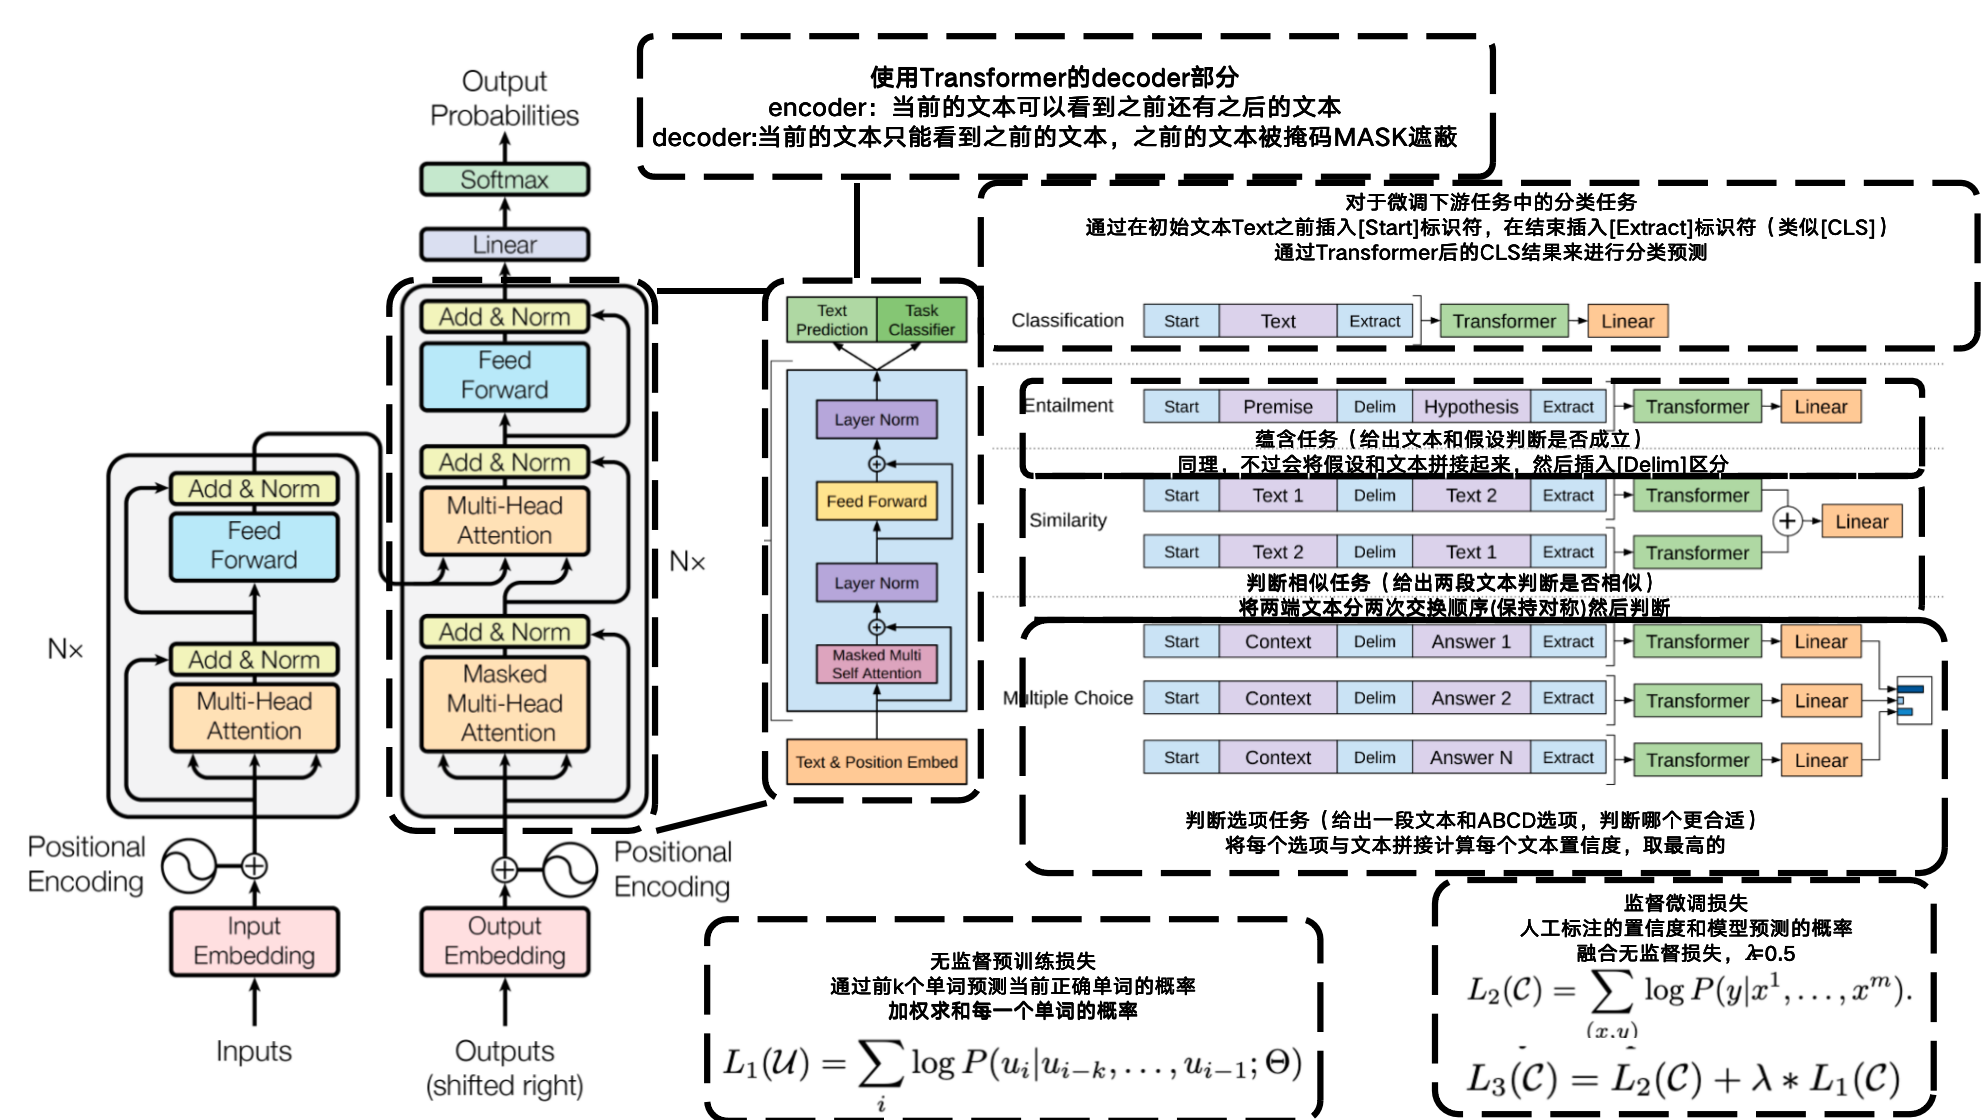 使用Transformer的decoder部分
encoder：当前的文本可以看到之前还有之后的文本
decoder:当前的文本只能看到之前的文本，之前的文本被掩码MASK遮蔽
Output
Probabilities
Softmax
Linear
Add & Norm
Feed
Forward
Add & Norm
Multi-Head
Attention
Add & Norm
Masked
Multi-Head
Attention
N×
Add & Norm
Feed
Forward
Add & Norm
Multi-Head
Attention
N×
Positional
Encoding
Positional
Encoding
Input
Embedding
Output
Embedding
Inputs
Outputs
(shifted right)
Text
Prediction
Task
Classifier
Layer Norm
Feed Forward
Layer Norm
Masked Multi
Self Attention
Text & Position Embed
对于微调下游任务中的分类任务
通过在初始文本Text之前插入[Start]标识符，在结束插入[Extract]标识符（类似[CLS]）
通过Transformer后的CLS结果来进行分类预测
Classification Start Text Extract Transformer Linear
Entailment Start Premise Delim Hypothesis Extract Transformer Linear
蕴含任务（给出文本和假设判断是否成立）
同理，不过会将假设和文本拼接起来，然后插入[Delim]区分
Start Text 1 Delim Text 2 Extract Transformer
Similarity + Linear
Start Text 2 Delim Text 1 Extract Transformer
判断相似任务（给出两段文本判断是否相似）
将两端文本分两次交换顺序(保持对称)然后判断
Start Context Delim Answer 1 Extract Transformer Linear
Multiple Choice Start Context Delim Answer 2 Extract Transformer Linear
Start Context Delim Answer N Extract Transformer Linear
判断选项任务（给出一段文本和ABCD选项，判断哪个更合适）
将每个选项与文本拼接计算每个文本置信度，取最高的
无监督预训练损失
通过前k个单词预测当前正确单词的概率
加权求和每一个单词的概率
L₁(𝒰) = ∑ᵢ log P(uᵢ|uᵢ₋ₖ, . . . , uᵢ₋₁; Θ)
监督微调损失
人工标注的置信度和模型预测的概率
融合无监督损失，λ=0.5
L₂(𝒞) = ∑₍ₓ,y₎ log P(y|x¹, . . . , xᵐ).
L₃(𝒞) = L₂(𝒞) + λ ∗ L₁(𝒞)